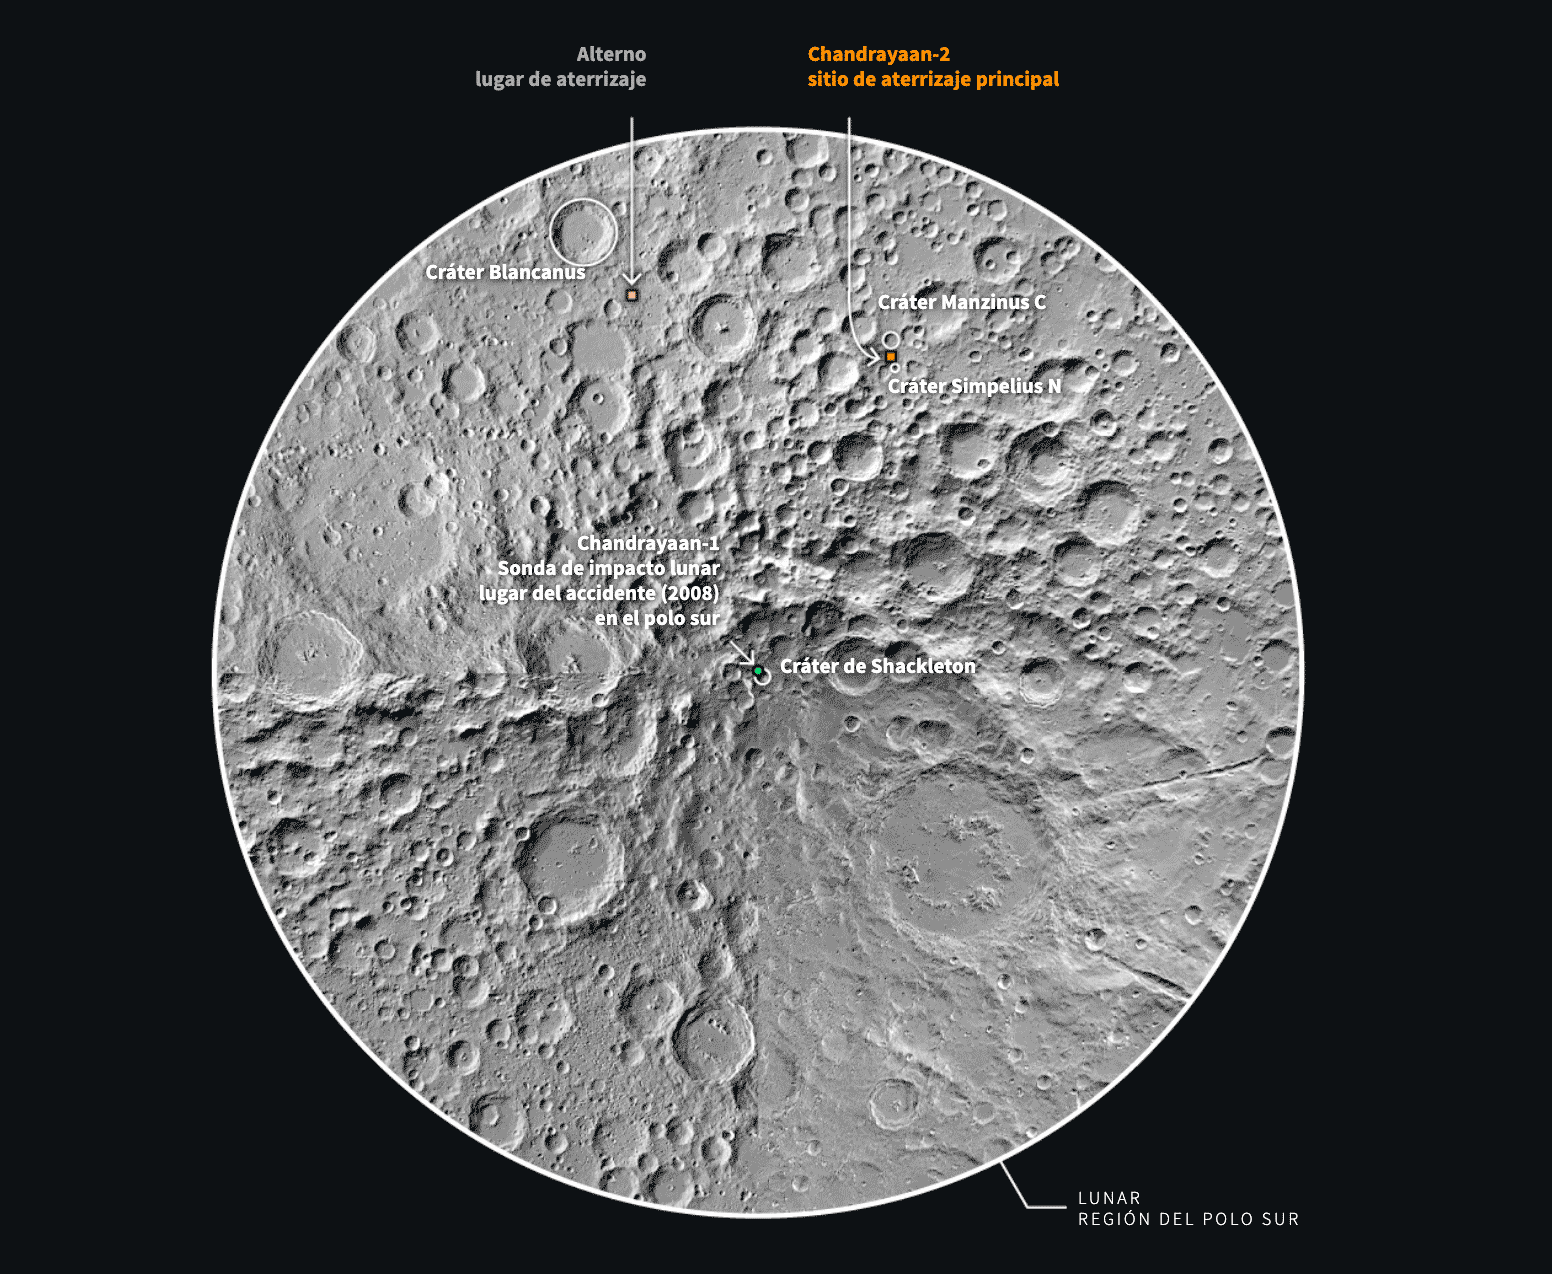 Alterno
lugar de aterrizaje
Chandrayaan-2
sitio de aterrizaje principal
Cráter Blancanus
Cráter Manzinus C
Cráter Simpelius N
Chandrayaan-1
Sonda de impacto lunar
lugar del accidente (2008)
en el polo sur
Cráter de Shackleton
LUNAR
REGIÓN DEL POLO SUR